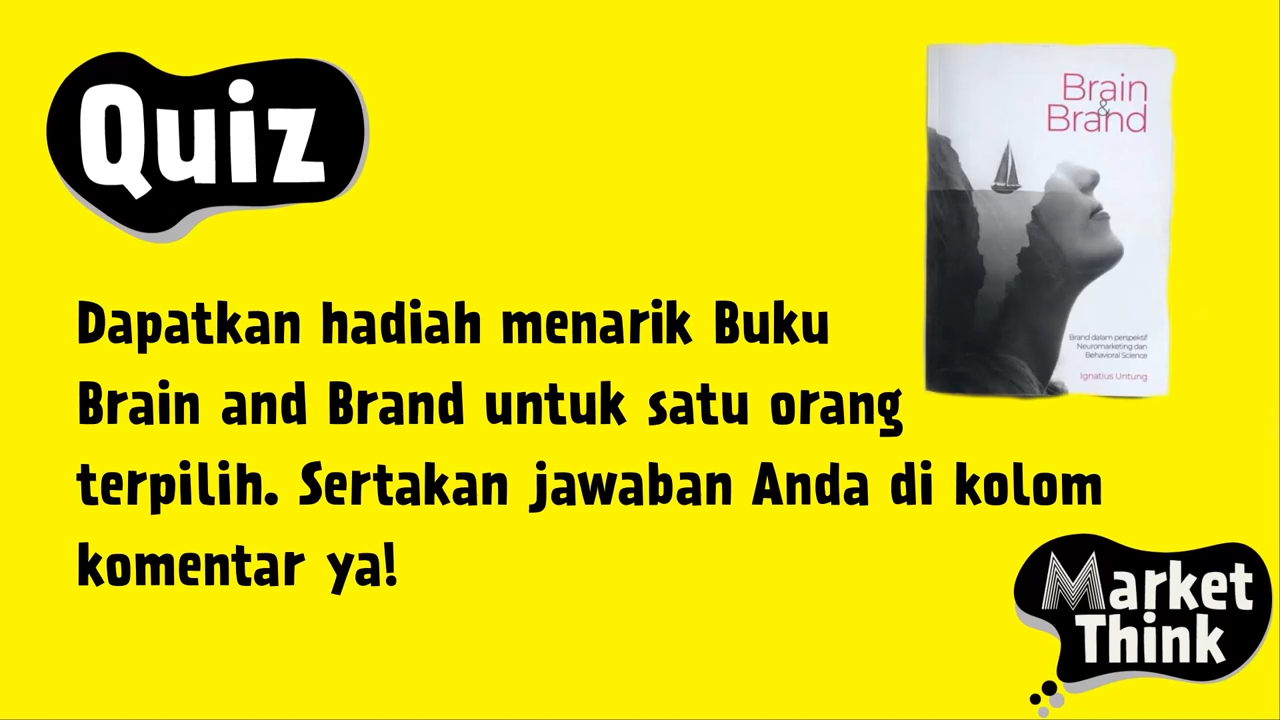 Quiz
Brain
&
Brand
Brand dalam perspektif
Neuromarketing dan
Behavioral Science
Ignatius Untung
Dapatkan hadiah menarik Buku
Brain and Brand untuk satu orang
terpilih. Sertakan jawaban Anda di kolom
komentar ya!
Market
Think